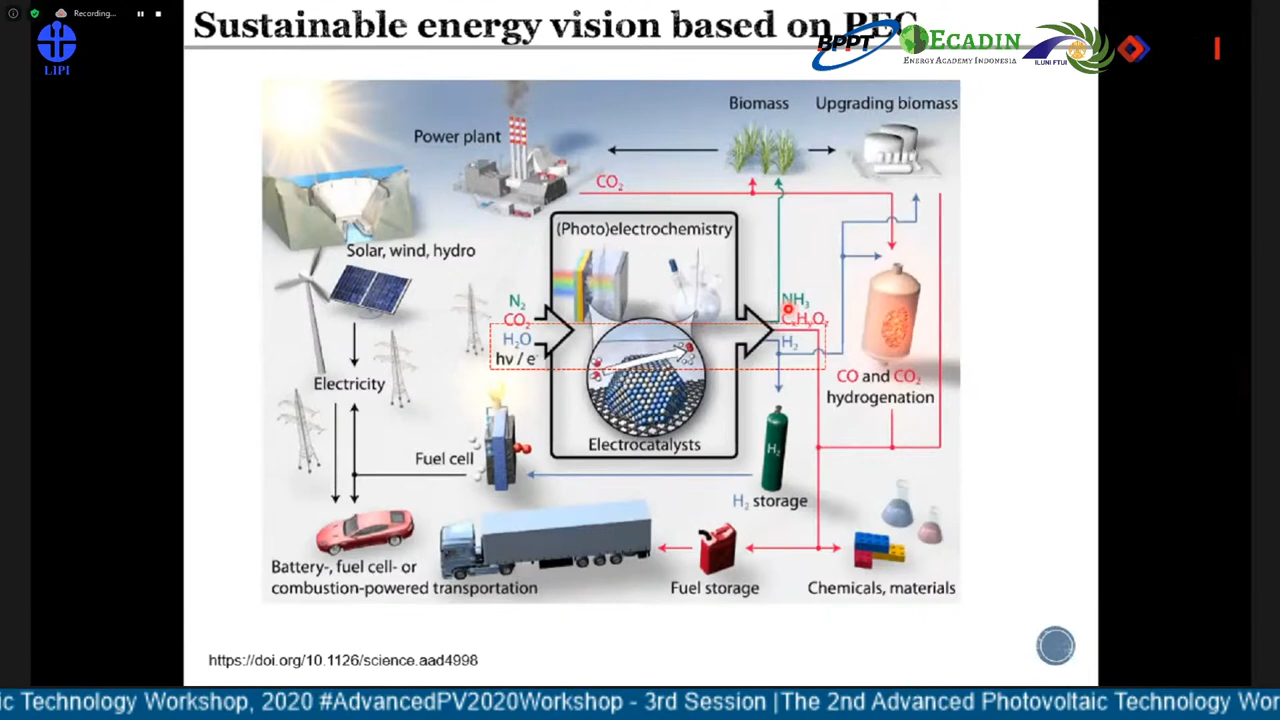 Recording...
Sustainable energy vision based on PEC
LIPI
BPPT
ECADIN
ENERGY ACADEMY INDONESIA
ILUNI FTUI
Biomass
Upgrading biomass
Power plant
CO₂
(Photo)electrochemistry
Solar, wind, hydro
N₂
CO₂
H₂O
hν / e⁻
NH₃
CₓHᵧO_z
H₂
Electricity
CO and CO₂
hydrogenation
Electrocatalysts
Fuel cell
H₂
H₂ storage
Battery-, fuel cell- or
combustion-powered transportation
Fuel storage
Chemicals, materials
https://doi.org/10.1126/science.aad4998
ic Technology Workshop, 2020 #AdvancedPV2020Workshop - 3rd Session |The 2nd Advanced Photovoltaic Technology Wor